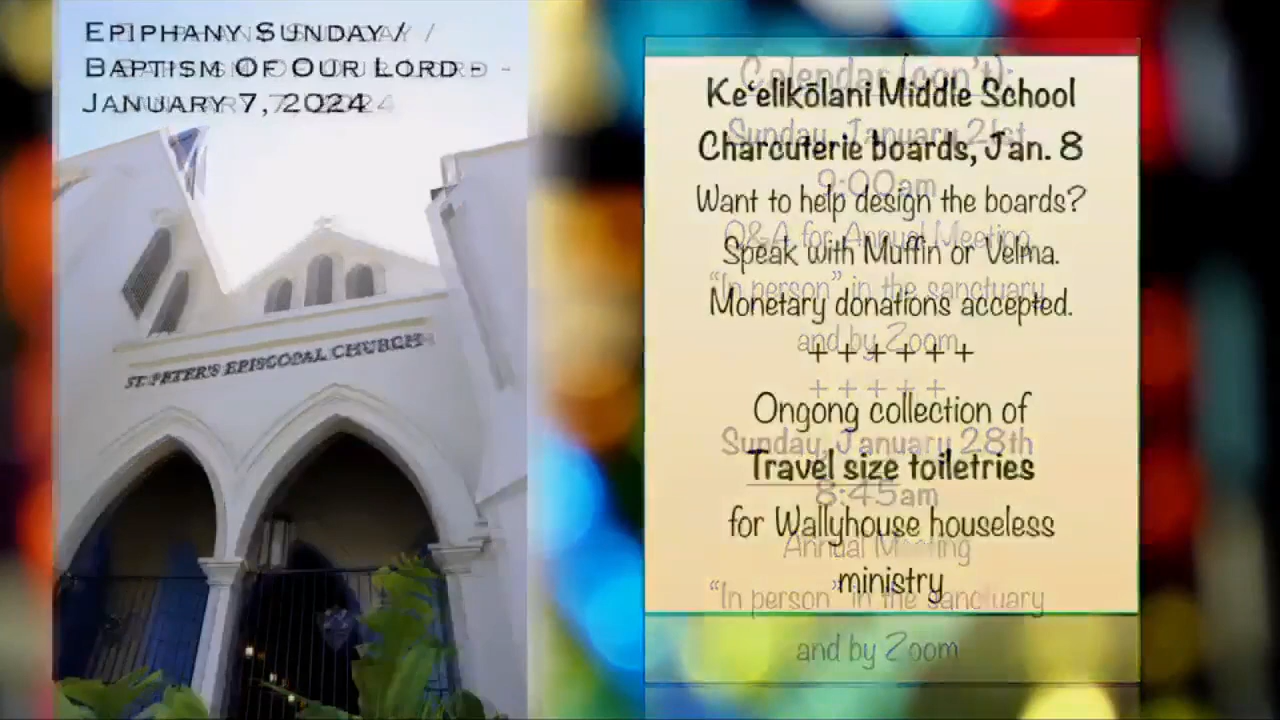 EPIPHANY SUNDAY /
BAPTISM OF OUR LORD -
JANUARY 7, 2024
ST. PETER'S EPISCOPAL CHURCH
Keʻelikōlani Middle School
Charcuterie boards, Jan. 8
Want to help design the boards?
Speak with Muffin or Velma.
Monetary donations accepted.
+ + + + + +
Ongong collection of
Travel size toiletries
for Wallyhouse houseless
ministry
Calendar (con't):
Sunday, January 21st
9:00am
Q&A for Annual Meeting
"In person" in the sanctuary
and by Zoom
+ + + + +
Sunday, January 28th
8:45am
Annual Meeting
"In person" in the sanctuary
and by Zoom